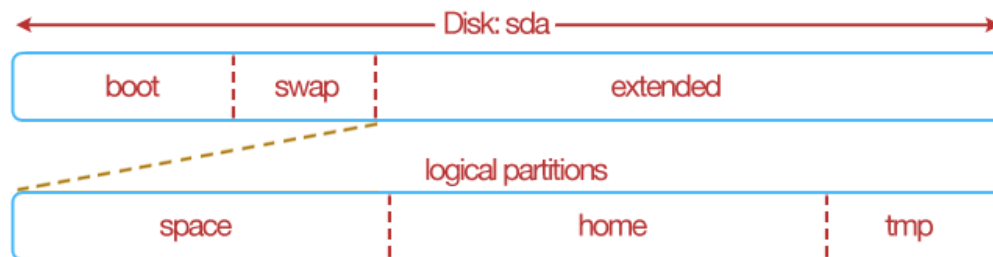 Disk: sda
boot swap extended
logical partitions
space home tmp